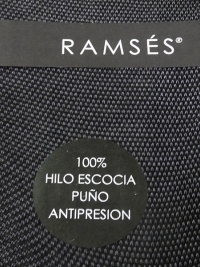 RAMSÉS®
100%
HILO ESCOCIA
PUÑO
ANTIPRESION